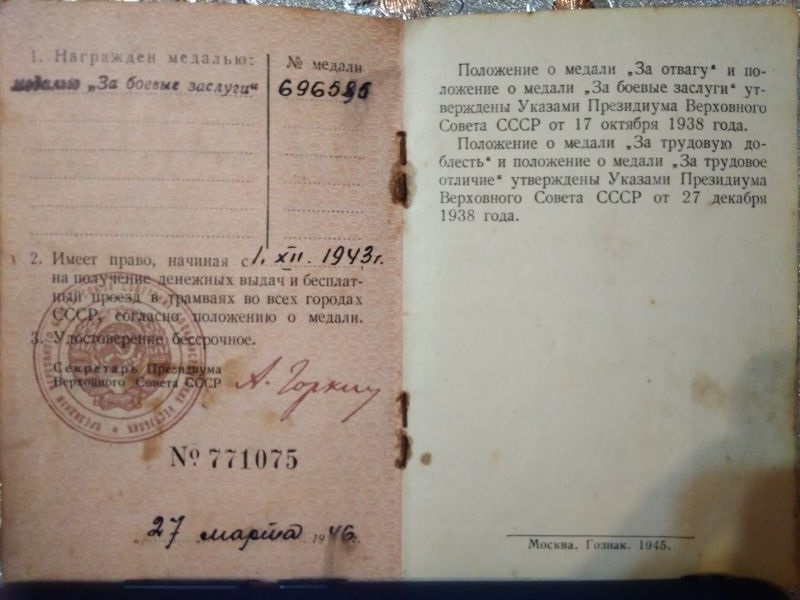 1. Награжден медалью:
№ медали
медалью „За боевые заслуги“
2. Имеет право, начиная с 1. XII. 1943 г.
на получение денежных выдач и бесплат-
ный проезд в трамваях во всех городах
СССР, согласно положению о медали.
3. Удостоверение бессрочное.
Секретарь Президиума
Верховного Совета СССР
А. Горкин
№ 771075
27 марта 1946 г.
Положение о медали „За отвагу“ и по-
ложение о медали „За боевые заслуги“ ут-
верждены Указами Президиума Верховного
Совета СССР от 17 октября 1938 года.
Положение о медали „За трудовую до-
блесть“ и положение о медали „За трудовое
отличие“ утверждены Указами Президиума
Верховного Совета СССР от 27 декабря
1938 года.
Москва. Гознак. 1945.